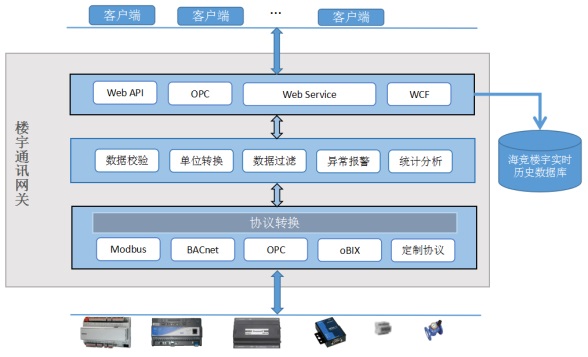 客户端 客户端 … 客户端
楼宇通讯网关
Web API OPC Web Service WCF
数据校验 单位转换 数据过滤 异常报警 统计分析
海竞楼宇实时
历史数据库
协议转换
Modbus BACnet OPC oBIX 定制协议